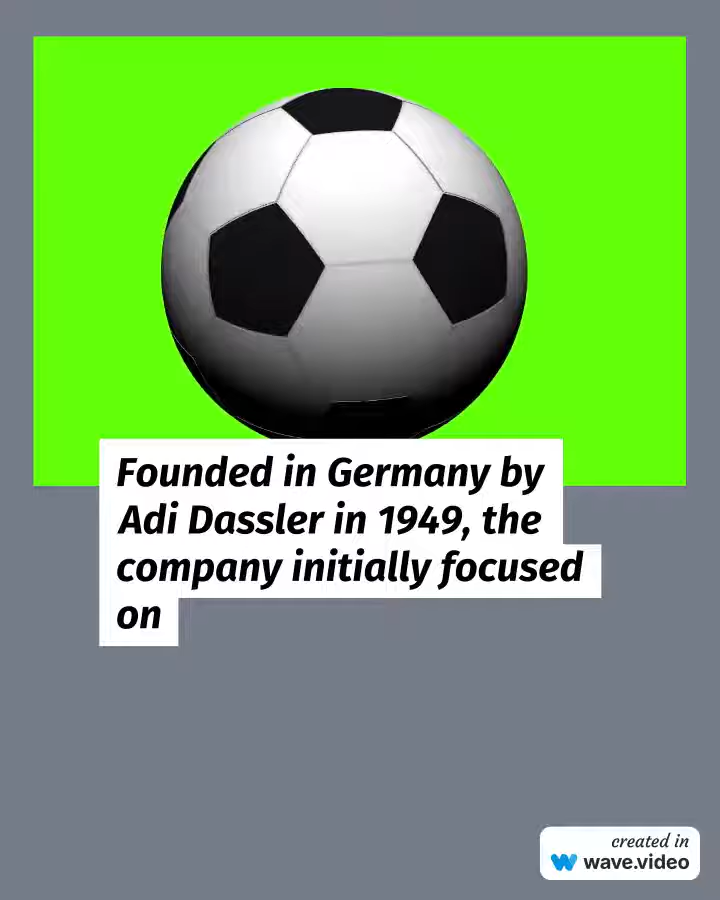 Founded in Germany by
Adi Dassler in 1949, the
company initially focused
on
created in
wave.video